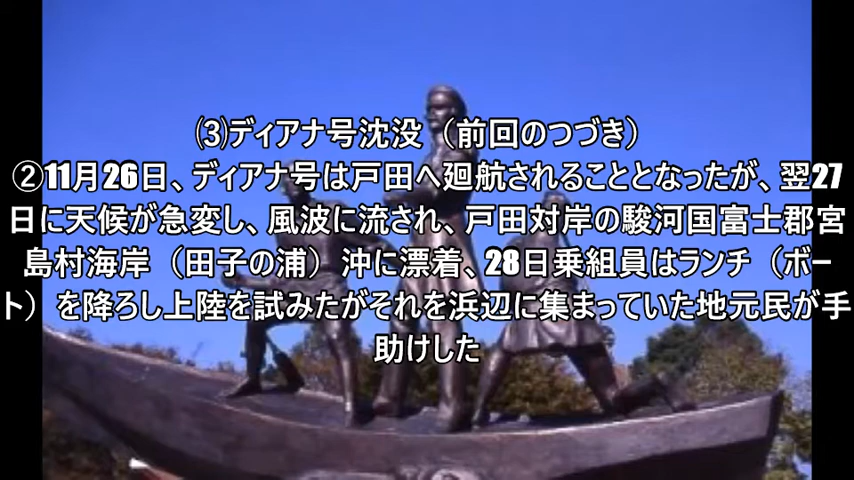 ⑶ディアナ号沈没（前回のつづき）
②11月26日、ディアナ号は戸田へ廻航されることとなったが、翌27
日に天候が急変し、風波に流され、戸田対岸の駿河国富士郡宮
島村海岸（田子の浦）沖に漂着、28日乗組員はランチ（ボー
ト）を降ろし上陸を試みたがそれを浜辺に集まっていた地元民が手
助けした